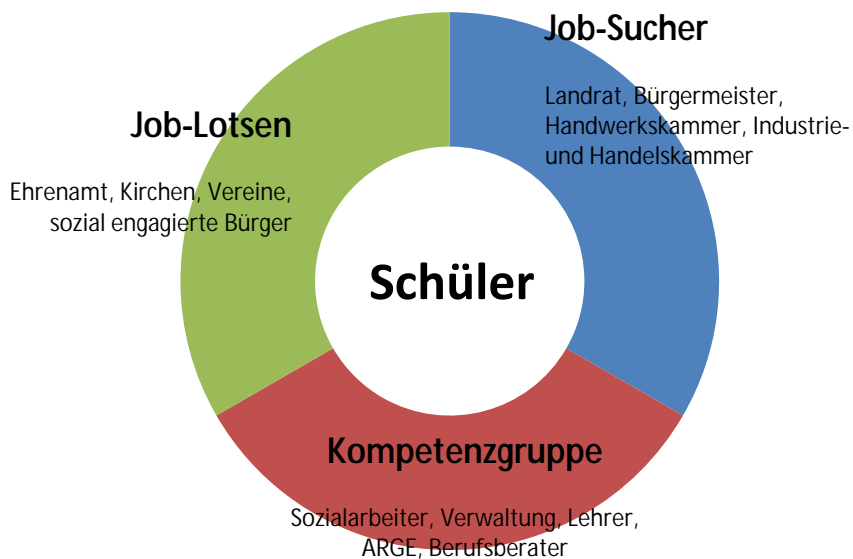 Job-Sucher
Landrat, Bürgermeister,
Handwerkskammer, Industrie-
und Handelskammer
Job-Lotsen
Ehrenamt, Kirchen, Vereine,
sozial engagierte Bürger
Schüler
Kompetenzgruppe
Sozialarbeiter, Verwaltung, Lehrer,
ARGE, Berufsberater